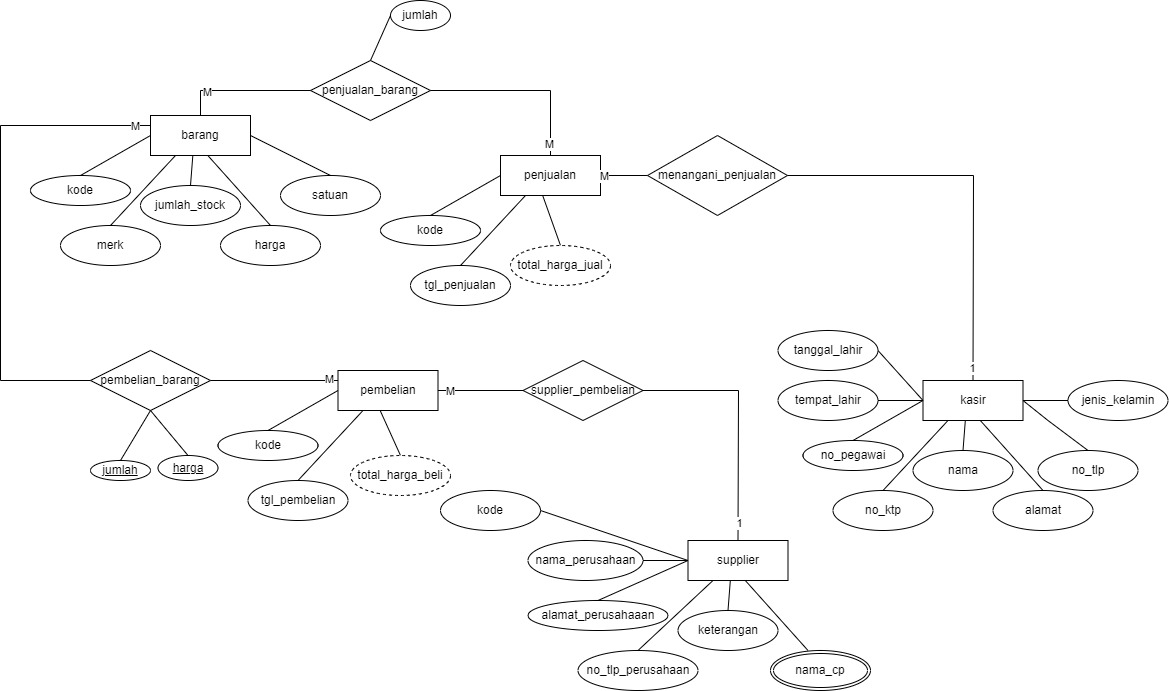 jumlah
penjualan_barang
M
M
barang
kode
merk
jumlah_stock
harga
satuan
M
penjualan
M
menangani_penjualan
kode
tgl_penjualan
total_harga_jual
1
pembelian_barang
jumlah
harga
M
pembelian
M
supplier_pembelian
kode
tgl_pembelian
total_harga_beli
tanggal_lahir
tempat_lahir
kasir
jenis_kelamin
no_pegawai
no_ktp
nama
alamat
no_tlp
1
kode
nama_perusahaan
supplier
alamat_perusahaaan
no_tlp_perusahaan
keterangan
nama_cp